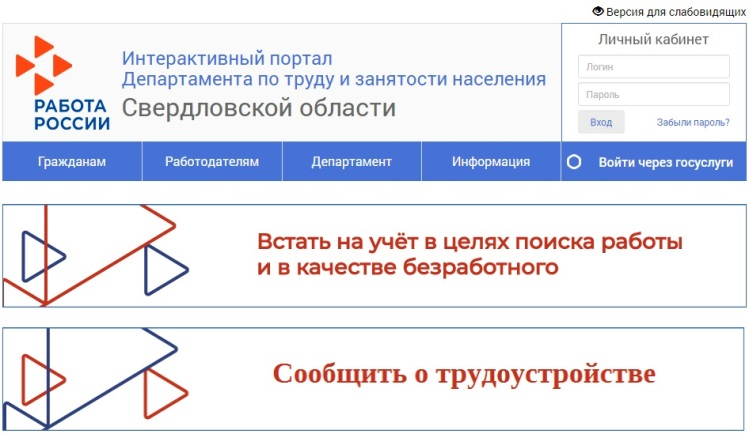 Версия для слабовидящих
РАБОТА
РОССИИ
Интерактивный портал
Департамента по труду и занятости населения
Свердловской области
Личный кабинет
Логин
Пароль
Вход
Забыли пароль?
Гражданам
Работодателям
Департамент
Информация
Войти через госуслуги
Встать на учёт в целях поиска работы
и в качестве безработного
Сообщить о трудоустройстве